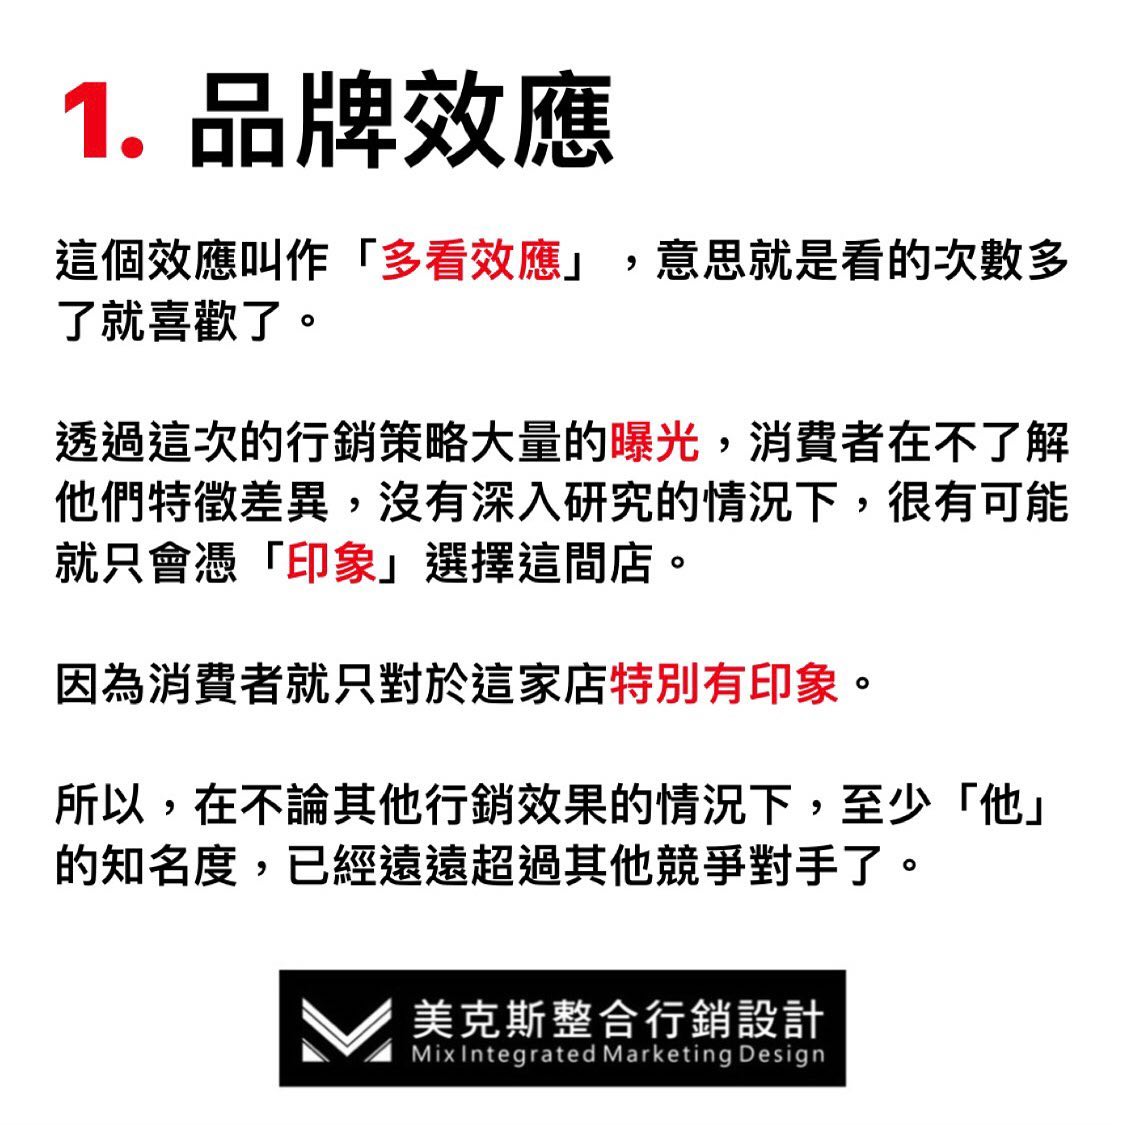 1. 品牌效應
這個效應叫作「多看效應」，意思就是看的次數多
了就喜歡了。
透過這次的行銷策略大量的曝光，消費者在不了解
他們特徵差異，沒有深入研究的情況下，很有可能
就只會憑「印象」選擇這間店。
因為消費者就只對於這家店特別有印象。
所以，在不論其他行銷效果的情況下，至少「他」
的知名度，已經遠遠超過其他競爭對手了。
美克斯整合行銷設計
Mix Integrated Marketing Design